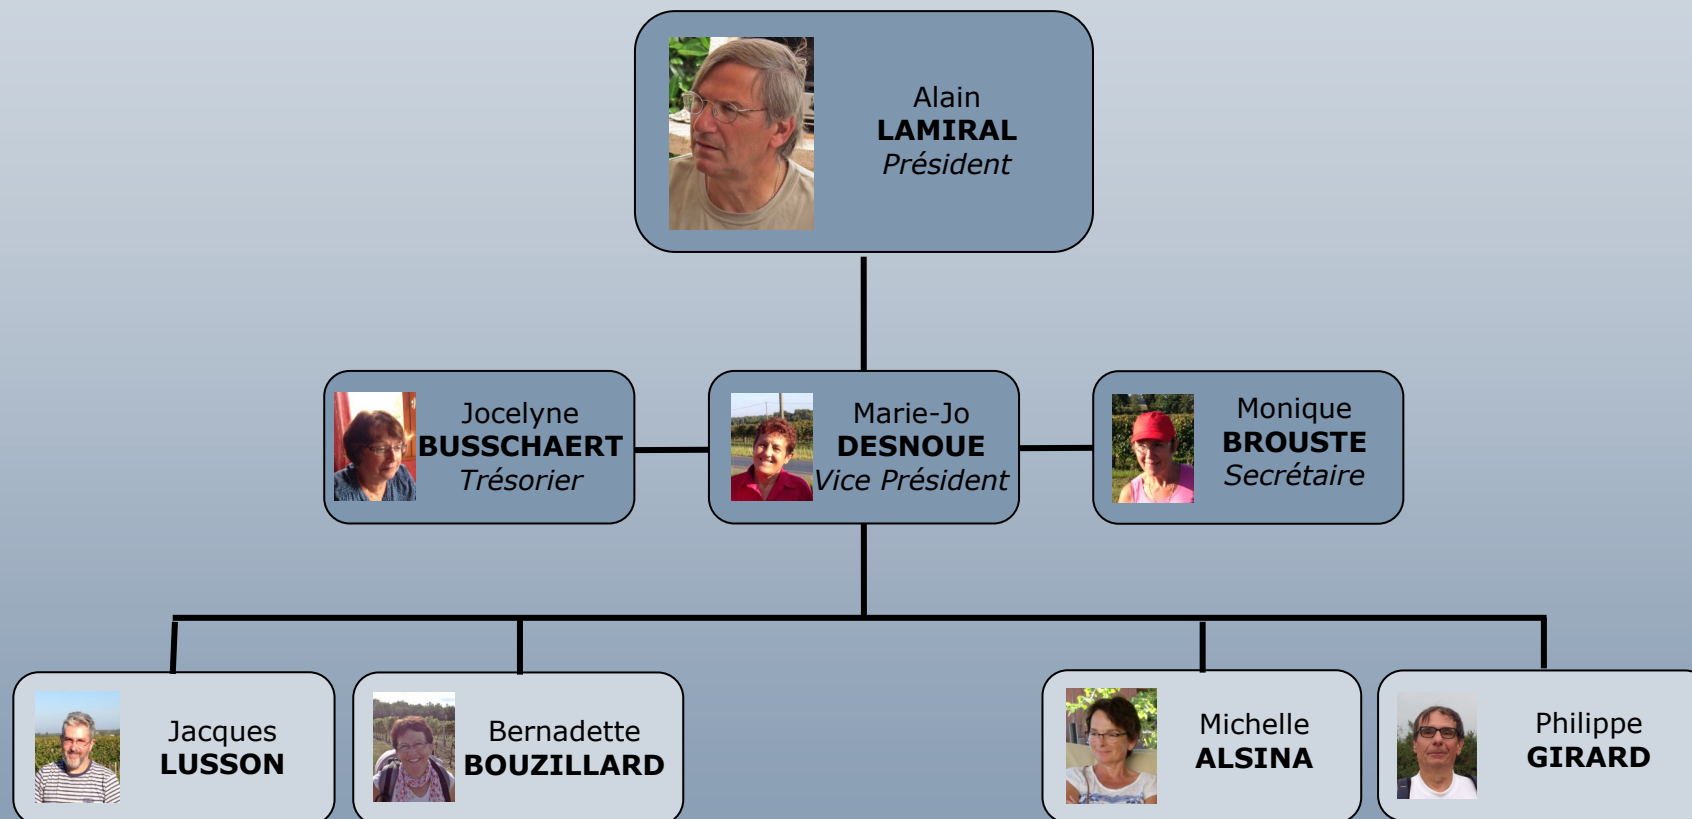 Alain
LAMIRAL
Président
Jocelyne
BUSSCHAERT
Trésorier
Marie-Jo
DESNOUE
Vice Président
Monique
BROUSTE
Secrétaire
Jacques
LUSSON
Bernadette
BOUZILLARD
Michelle
ALSINA
Philippe
GIRARD